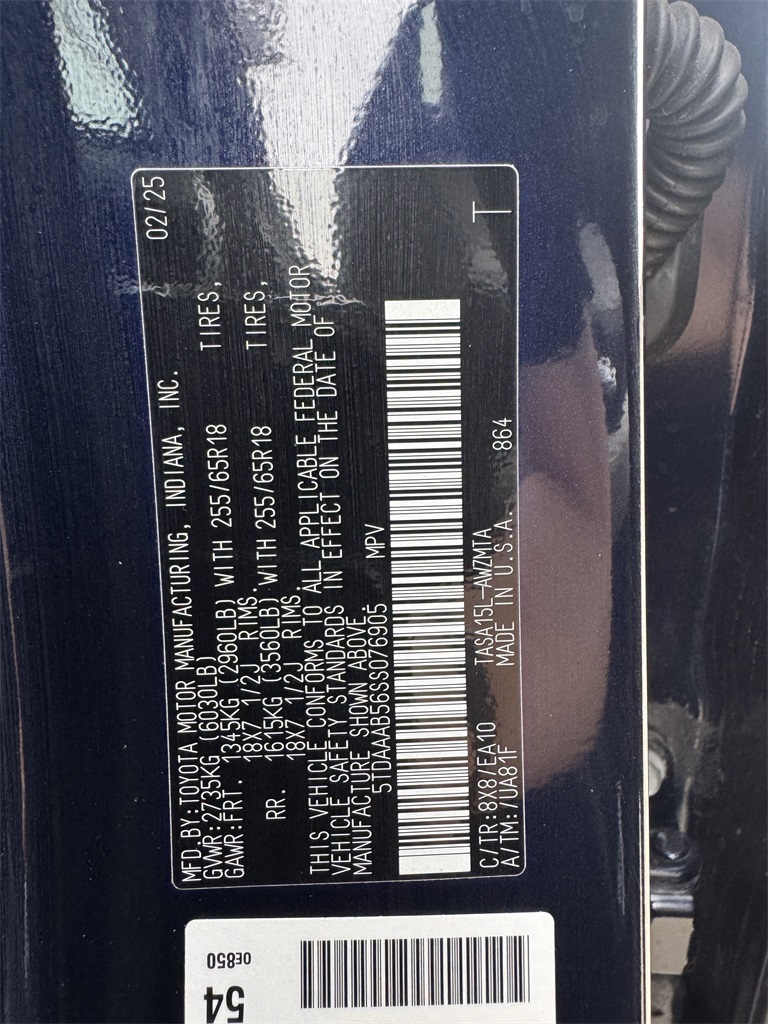 MFD.BY:TOYOTA MOTOR MANUFACTURING, INDIANA, INC. 02/25
GVWR:2735KG (6030LB)
GAWR:FRT. 1345KG (2960LB) WITH 255/65R18 TIRES,
18X7 1/2J RIMS.
RR. 1615KG (3560LB) WITH 255/65R18 TIRES,
18X7 1/2J RIMS.
THIS VEHICLE CONFORMS TO ALL APPLICABLE FEDERAL MOTOR
VEHICLE SAFETY STANDARDS IN EFFECT ON THE DATE OF
MANUFACTURE SHOWN ABOVE.
5TDAAAB56SS076905 MPV
C/TR:8X8/EA10 TASA15L-AWZMTA T
A/TM:7UA81F MADE IN U.S.A. 864
54
0E850